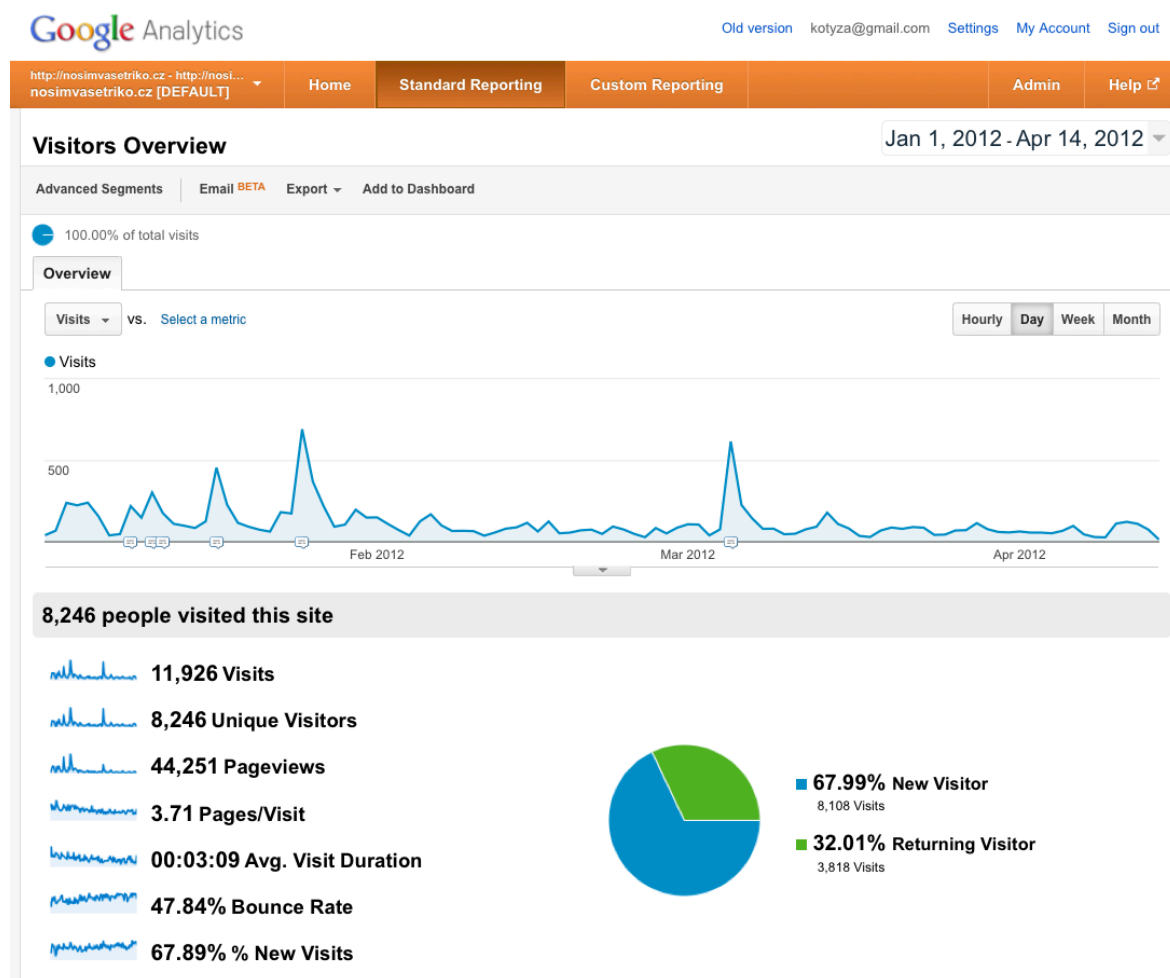 Google Analytics
Old version kotyza@gmail.com Settings My Account Sign out
http://nosimvasetriko.cz - http://nosi...
nosimvasetriko.cz [DEFAULT]
Home Standard Reporting Custom Reporting Admin Help
Visitors Overview
Jan 1, 2012 - Apr 14, 2012
Advanced Segments Email BETA Export Add to Dashboard
100.00% of total visits
Overview
Visits vs. Select a metric
Hourly Day Week Month
Visits
1,000
500
Feb 2012 Mar 2012 Apr 2012
8,246 people visited this site
11,926 Visits
8,246 Unique Visitors
44,251 Pageviews
3.71 Pages/Visit
00:03:09 Avg. Visit Duration
47.84% Bounce Rate
67.89% % New Visits
67.99% New Visitor
8,108 Visits
32.01% Returning Visitor
3,818 Visits